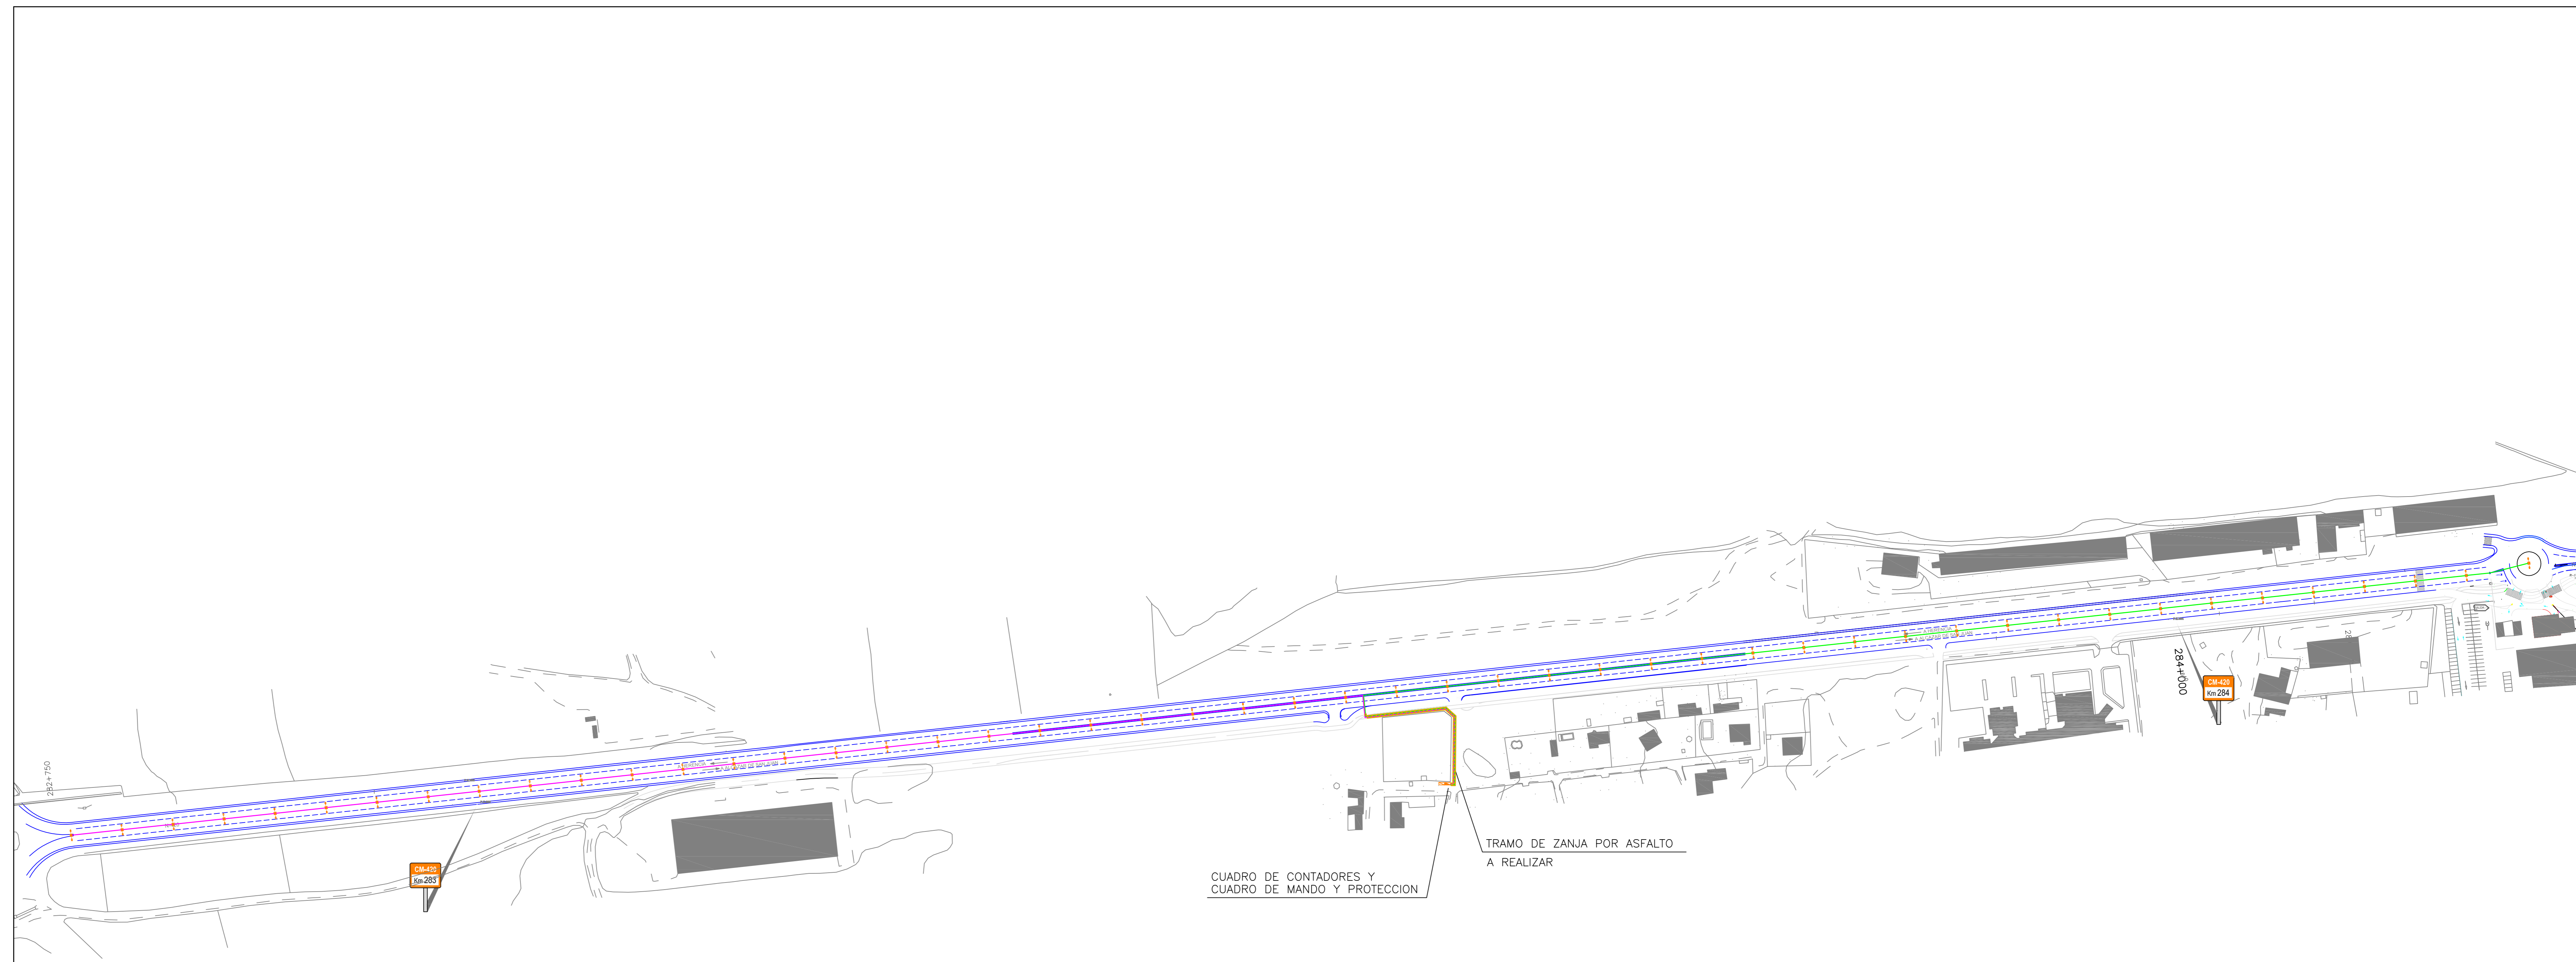 282+750
CM-420
Km 283
CUADRO DE CONTADORES Y
CUADRO DE MANDO Y PROTECCION
TRAMO DE ZANJA POR ASFALTO
A REALIZAR
284+000
CM-420
Km 284